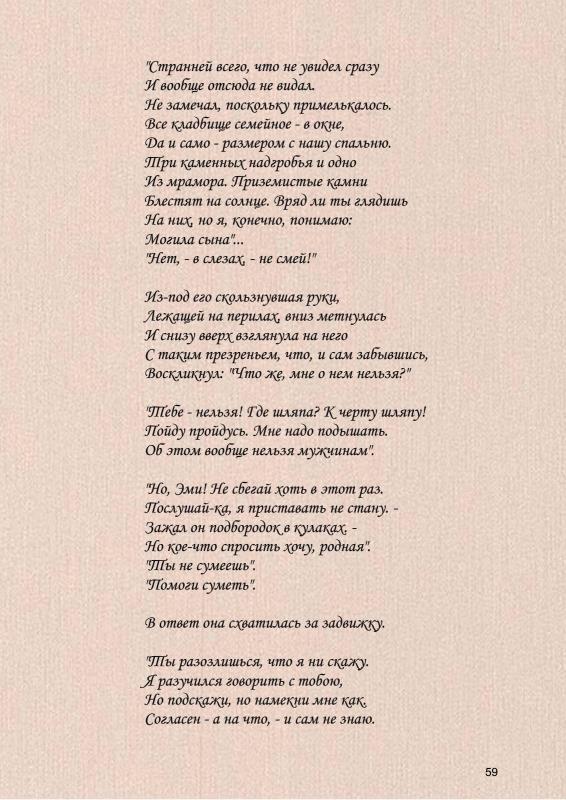 "Странней всего, что не увидел сразу
И вообще отсюда не видал.
Не замечал, поскольку примелькалось.
Все кладбище семейное - в окне,
Да и само - размером с нашу спальню.
Три каменных надгробья и одно
Из мрамора. Приземистые камни
Блестят на солнце. Вряд ли ты глядишь
На них, но я, конечно, понимаю:
Могила сына"...
"Нет, - в слезах, - не смей!"

Из-под его скользнувшая руки,
Лежащей на перилах, вниз метнулась
И снизу вверх взглянула на него
С таким презреньем, что, и сам забывшись,
Воскликнул: "Что же, мне о нем нельзя?"

"Тебе - нельзя! Где шляпа? К черту шляпу!
Пойду пройдусь. Мне надо подышать.
Об этом вообще нельзя мужчинам".

"Но, Эми! Не сбегай хоть в этот раз.
Послушай-ка, я приставать не стану. -
Зажал он подбородок в кулаках. -
Но кое-что спросить хочу, родная".
"Ты не сумеешь".
"Помоги суметь".

В ответ она схватилась за задвижку.

"Ты разозлишься, что я ни скажу.
Я разучился говорить с тобою,
Но подскажи, но намекни мне как.
Согласен - а на что, - и сам не знаю.
59